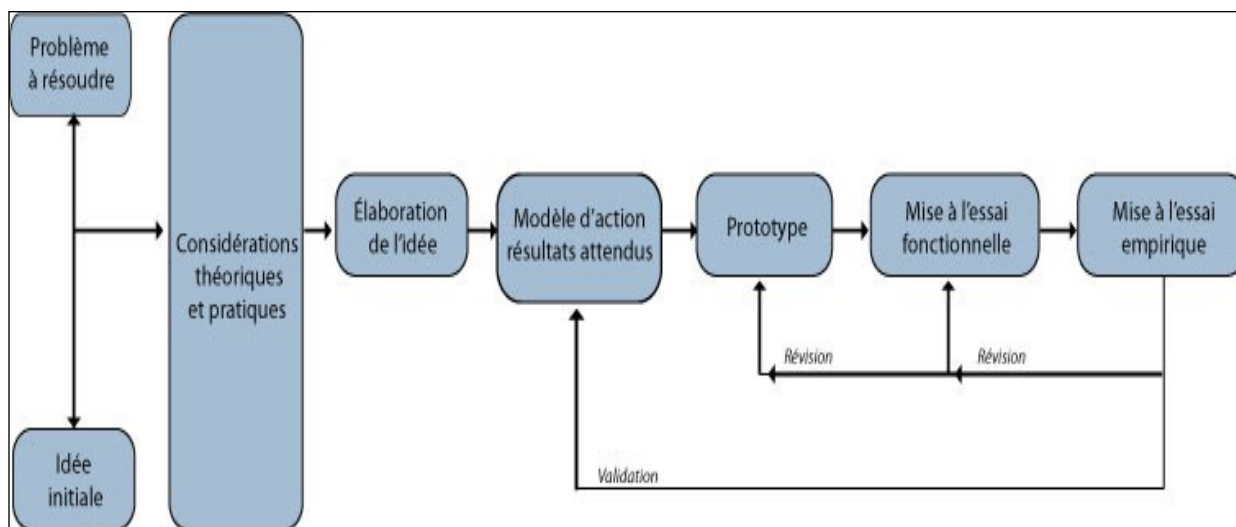 Problème
à résoudre
Idée
initiale
Considérations
théoriques
et pratiques
Élaboration
de l'idée
Modèle d'action
résultats attendus
Prototype
Mise à l'essai
fonctionnelle
Mise à l'essai
empirique
Révision
Révision
Validation